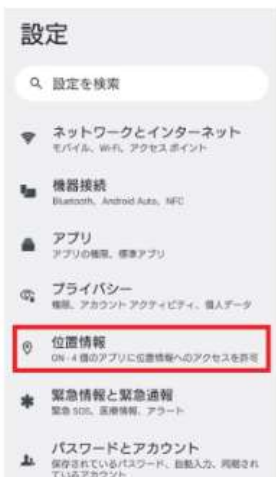 設定
設定を検索
ネットワークとインターネット
モバイル、Wi-Fi、アクセス ポイント
機器接続
Bluetooth、Android Auto、NFC
アプリ
アプリの権限、標準アプリ
プライバシー
権限、アカウント アクティビティ、個人データ
位置情報
ON - 4 個のアプリに位置情報へのアクセスを許可
緊急情報と緊急通報
緊急 SOS、医療情報、アラート
パスワードとアカウント
保存されているパスワード、自動入力、同期され
ているアカウント